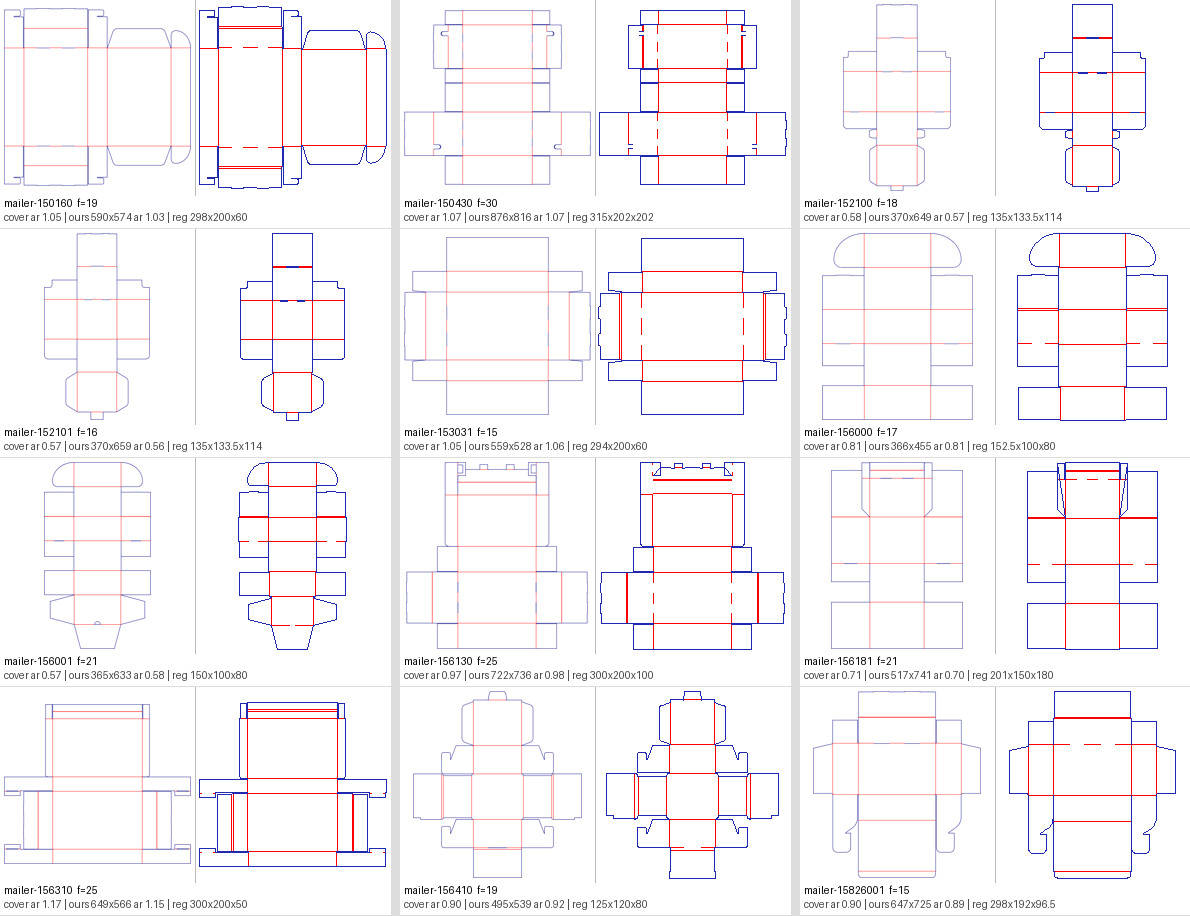 mailer-150160 f=19
cover ar 1.05 | ours 590x574 ar 1.03 | reg 298x200x60
mailer-150430 f=30
cover ar 1.07 | ours 876x816 ar 1.07 | reg 315x202x202
mailer-152100 f=18
cover ar 0.58 | ours 370x649 ar 0.57 | reg 135x133.5x114
mailer-152101 f=16
cover ar 0.57 | ours 370x659 ar 0.56 | reg 135x133.5x114
mailer-153031 f=15
cover ar 1.05 | ours 559x528 ar 1.06 | reg 294x200x60
mailer-156000 f=17
cover ar 0.81 | ours 366x455 ar 0.81 | reg 152.5x100x80
mailer-156001 f=21
cover ar 0.57 | ours 365x633 ar 0.58 | reg 150x100x80
mailer-156130 f=25
cover ar 0.97 | ours 722x736 ar 0.98 | reg 300x200x100
mailer-156181 f=21
cover ar 0.71 | ours 517x741 ar 0.70 | reg 201x150x180
mailer-156310 f=25
cover ar 1.17 | ours 649x566 ar 1.15 | reg 300x200x50
mailer-156410 f=19
cover ar 0.90 | ours 495x539 ar 0.92 | reg 125x120x80
mailer-15826001 f=15
cover ar 0.90 | ours 647x725 ar 0.89 | reg 298x192x96.5